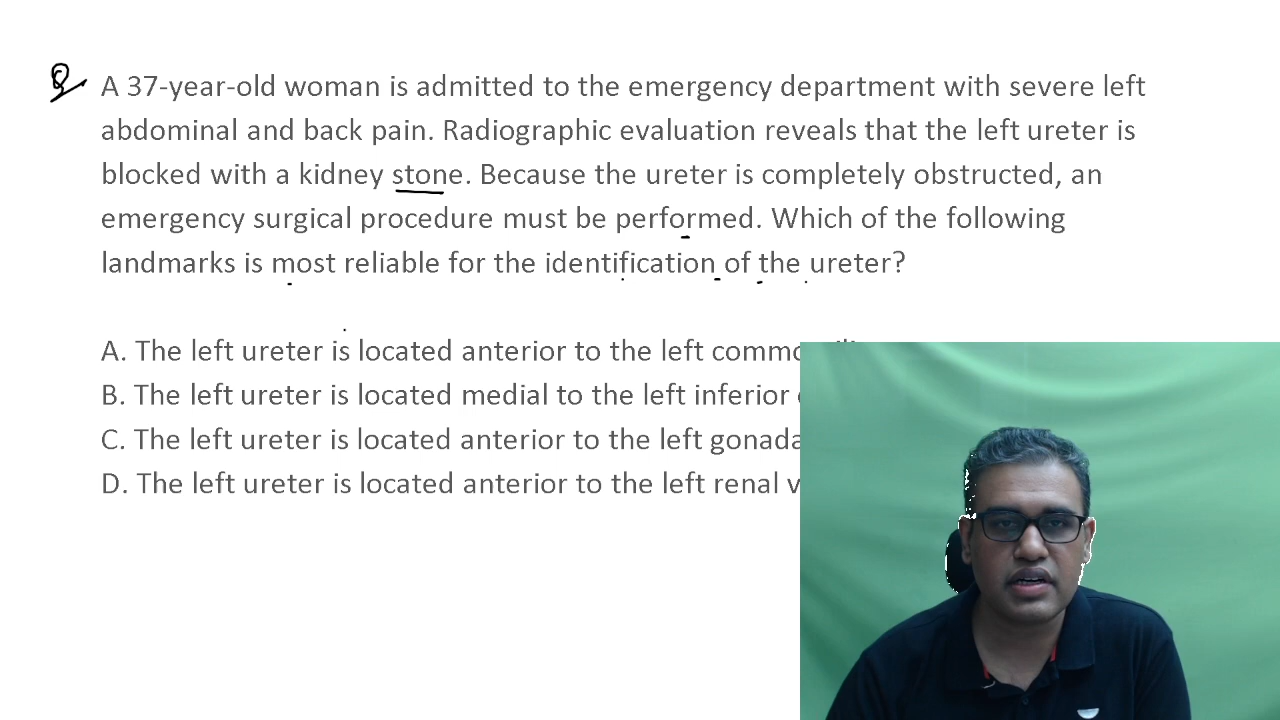 Q
A 37-year-old woman is admitted to the emergency department with severe left
abdominal and back pain. Radiographic evaluation reveals that the left ureter is
blocked with a kidney stone. Because the ureter is completely obstructed, an
emergency surgical procedure must be performed. Which of the following
landmarks is most reliable for the identification of the ureter?
A. The left ureter is located anterior to the left
B. The left ureter is located medial to the left inferior
C. The left ureter is located anterior to the left
D. The left ureter is located anterior to the left renal